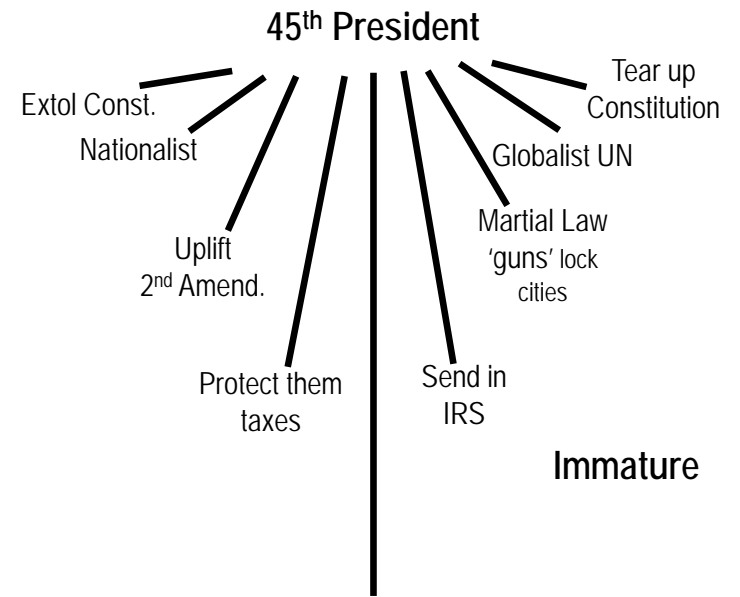 45th President
Extol Const.
Nationalist
Uplift
2nd Amend.
Protect them
taxes
Tear up
Constitution
Globalist UN
Martial Law
‘guns’ lock
cities
Send in
IRS
Immature